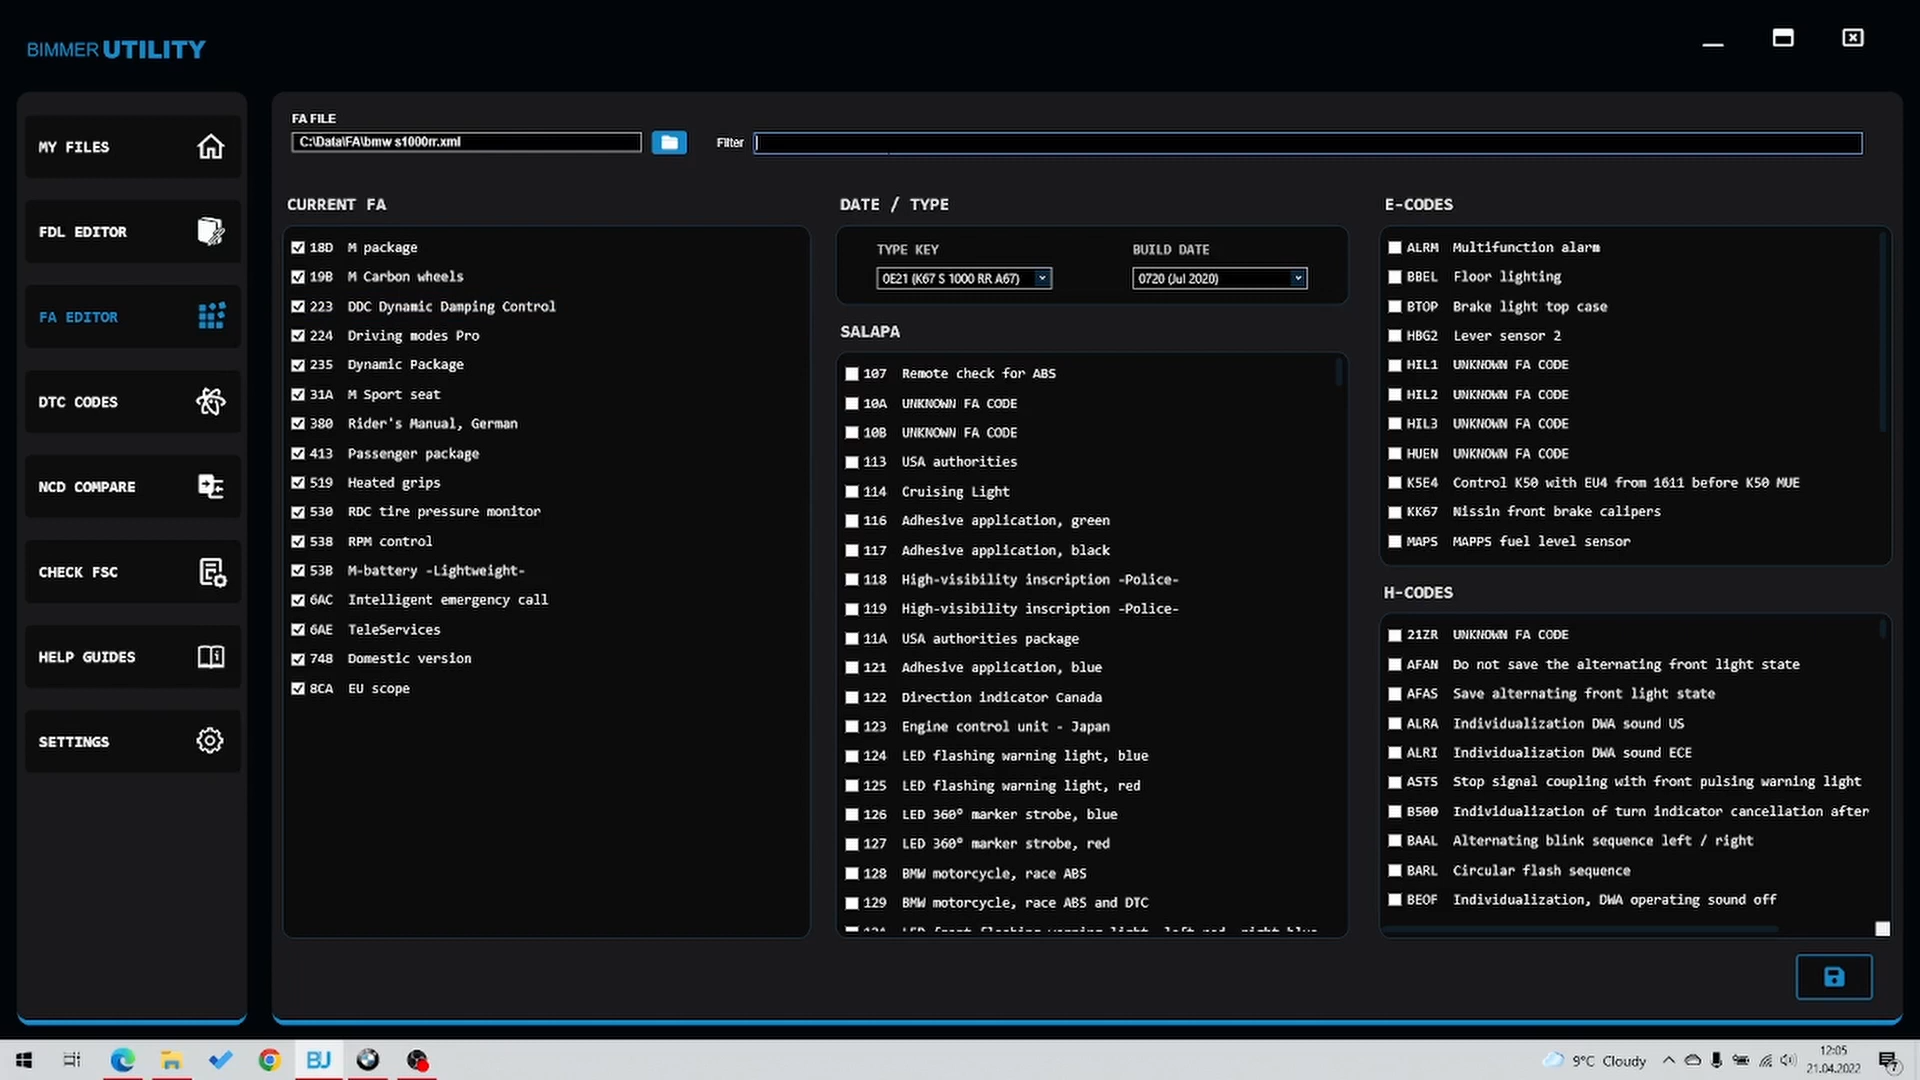 BIMMER UTILITY
MY FILES
FDL EDITOR
FA EDITOR
DTC CODES
NCD COMPARE
CHECK FSC
HELP GUIDES
SETTINGS
FA FILE
C:\Data\FA\bmw s1000rr.xml
Filter
CURRENT FA
18D M package
19B M Carbon wheels
223 DDC Dynamic Damping Control
224 Driving modes Pro
235 Dynamic Package
31A M Sport seat
380 Rider's Manual, German
413 Passenger package
519 Heated grips
530 RDC tire pressure monitor
538 RPM control
53B M-battery -Lightweight-
6AC Intelligent emergency call
6AE TeleServices
748 Domestic version
8CA EU scope
DATE / TYPE
TYPE KEY
0E21 (K67 S 1000 RR A67)
BUILD DATE
0720 (Jul 2020)
SALAPA
107 Remote check for ABS
10A UNKNOWN FA CODE
10B UNKNOWN FA CODE
113 USA authorities
114 Cruising Light
116 Adhesive application, green
117 Adhesive application, black
118 High-visibility inscription -Police-
119 High-visibility inscription -Police-
11A USA authorities package
121 Adhesive application, blue
122 Direction indicator Canada
123 Engine control unit - Japan
124 LED flashing warning light, blue
125 LED flashing warning light, red
126 LED 360º marker strobe, blue
127 LED 360º marker strobe, red
128 BMW motorcycle, race ABS
129 BMW motorcycle, race ABS and DTC
12A LED front flashing warning light, left red, right blue
E-CODES
ALRM Multifunction alarm
BBEL Floor lighting
BTOP Brake light top case
HBG2 Lever sensor 2
HIL1 UNKNOWN FA CODE
HIL2 UNKNOWN FA CODE
HIL3 UNKNOWN FA CODE
HUEN UNKNOWN FA CODE
K5E4 Control K50 with EU4 from 1611 before K50 MUE
KK67 Nissin front brake calipers
MAPS MAPPS fuel level sensor
H-CODES
21ZR UNKNOWN FA CODE
AFAN Do not save the alternating front light state
AFAS Save alternating front light state
ALRA Individualization DWA sound US
ALRI Individualization DWA sound ECE
ASTS Stop signal coupling with front pulsing warning light
B500 Individualization of turn indicator cancellation after
BAAL Alternating blink sequence left / right
BARL Circular flash sequence
BEOF Individualization, DWA operating sound off
BU
9°C Cloudy
12:05
21.04.2022
7